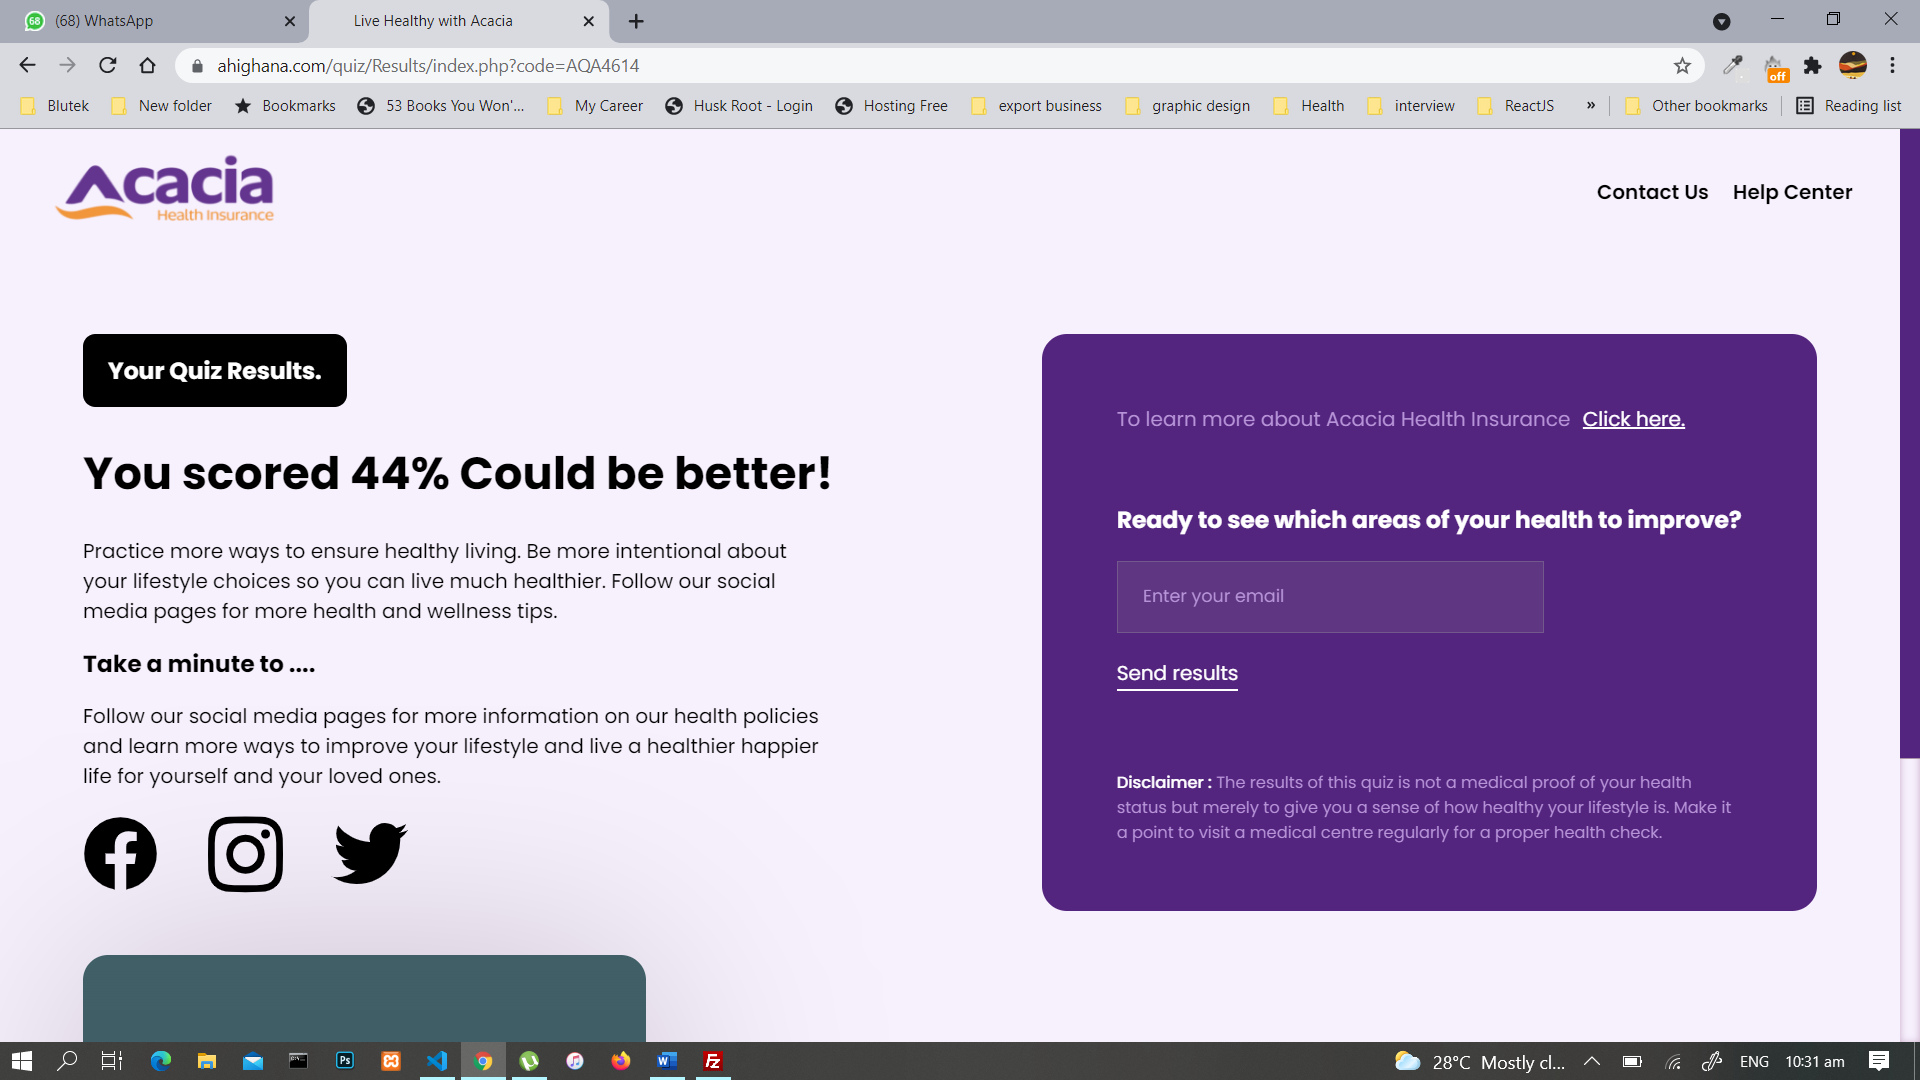 (68) WhatsApp
Live Healthy with Acacia
ahighana.com/quiz/Results/index.php?code=AQA4614
off
Blutek
New folder
Bookmarks
53 Books You Won'...
My Career
Husk Root - Login
Hosting Free
export business
graphic design
Health
interview
ReactJS
»
Other bookmarks
Reading list
Acacia
Health Insurance
Contact Us
Help Center
Your Quiz Results.
You scored 44% Could be better!
Practice more ways to ensure healthy living. Be more intentional about
your lifestyle choices so you can live much healthier. Follow our social
media pages for more health and wellness tips.
Take a minute to ....
Follow our social media pages for more information on our health policies
and learn more ways to improve your lifestyle and live a healthier happier
life for yourself and your loved ones.
To learn more about Acacia Health Insurance Click here.
Ready to see which areas of your health to improve?
Enter your email
Send results
Disclaimer : The results of this quiz is not a medical proof of your health
status but merely to give you a sense of how healthy your lifestyle is. Make it
a point to visit a medical centre regularly for a proper health check.
28°C Mostly cl...
ENG
10:31 am